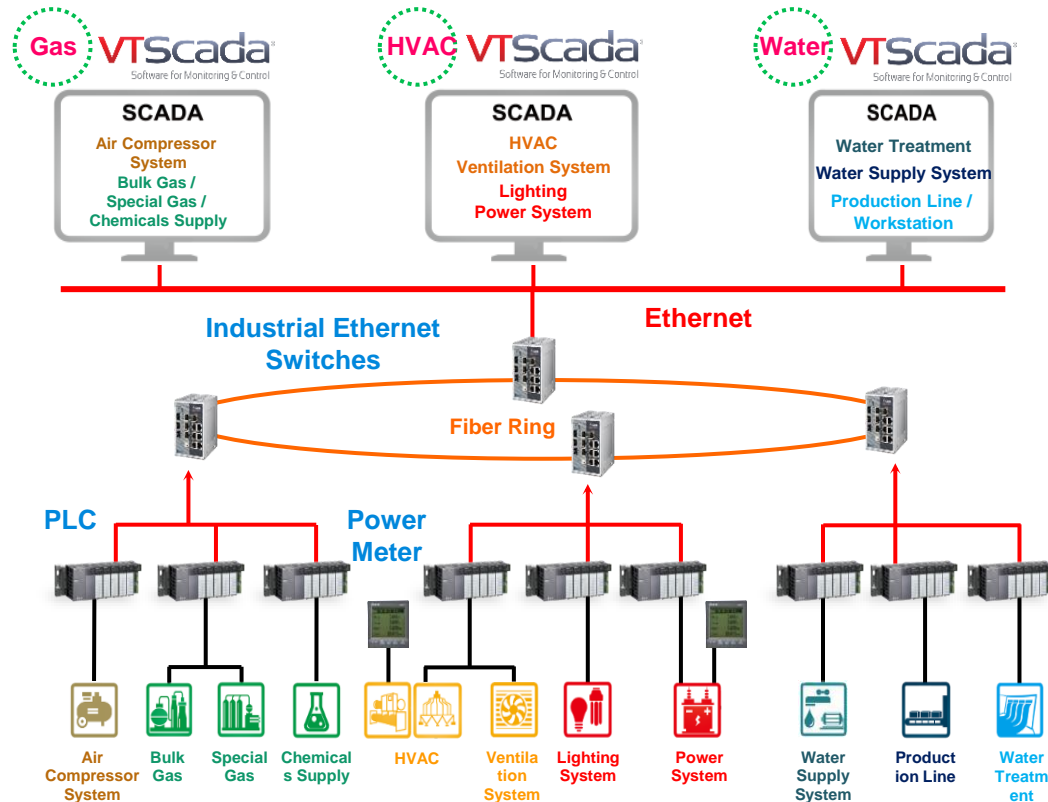 Gas
VTScada
Software for Monitoring & Control
HVAC
VTScada
Software for Monitoring & Control
Water
VTScada
Software for Monitoring & Control
SCADA
Air Compressor
System
Bulk Gas /
Special Gas /
Chemicals Supply
SCADA
HVAC
Ventilation System
Lighting
Power System
SCADA
Water Treatment
Water Supply System
Production Line /
Workstation
Ethernet
Industrial Ethernet
Switches
Fiber Ring
PLC
Power
Meter
Air
Compressor
System
Bulk
Gas
Special
Gas
Chemical
s Supply
HVAC
Ventila
tion
System
Lighting
System
Power
System
Water
Supply
System
Product
ion Line
Water
Treatm
ent